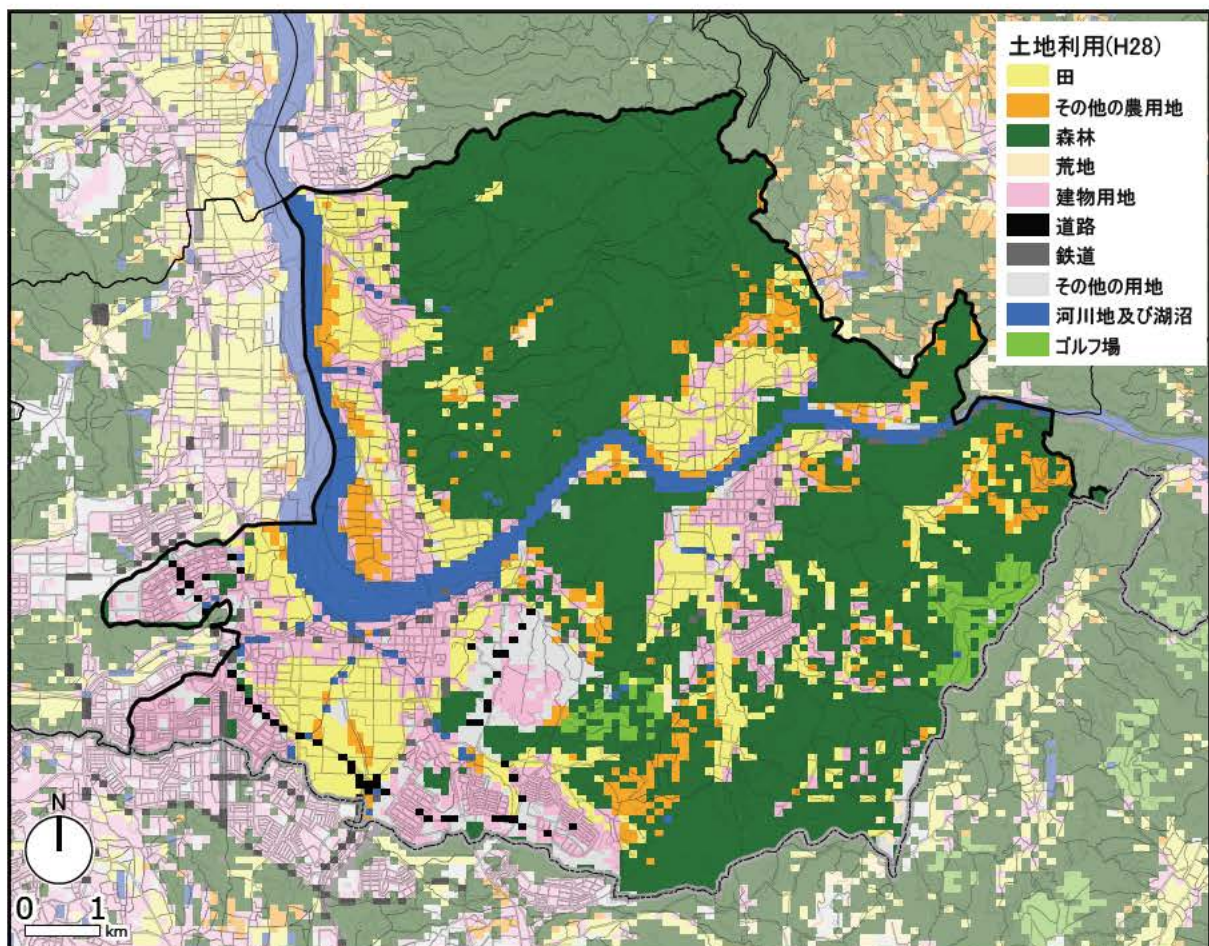 土地利用(H28)
田
その他の農用地
森林
荒地
建物用地
道路
鉄道
その他の用地
河川地及び湖沼
ゴルフ場
N
0 1
km